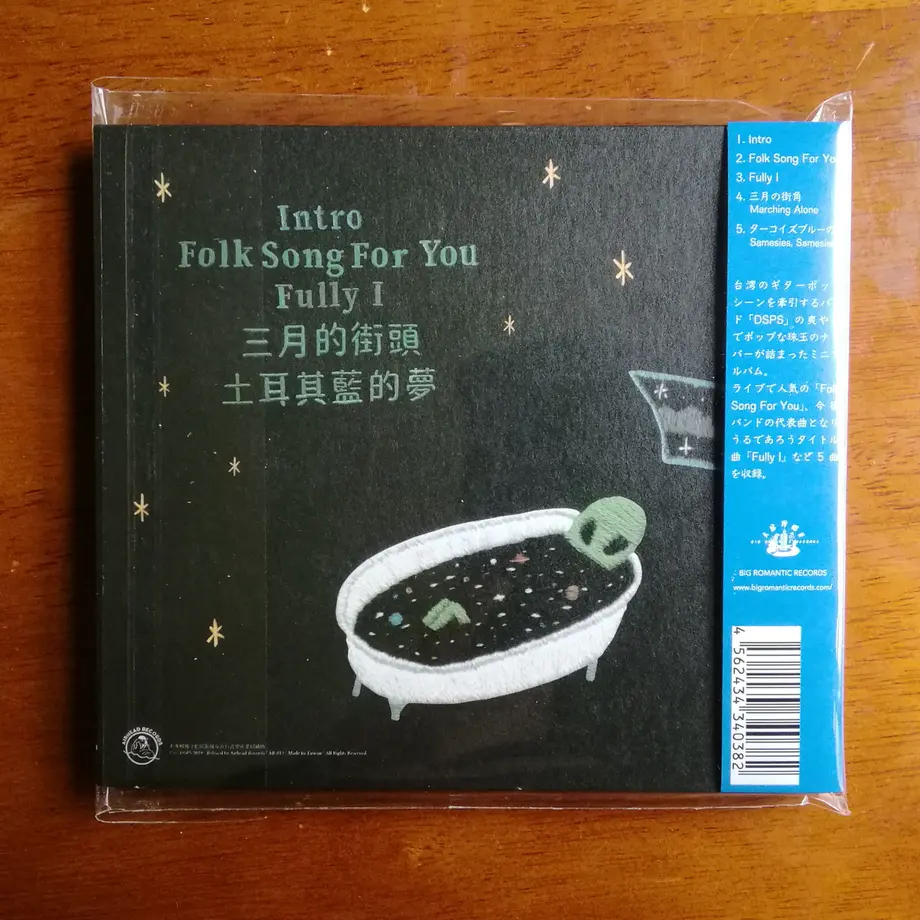 Intro
Folk Song For You
Fully I
三月的街頭
土耳其藍的夢
AIRHEAD RECORDS
1. Intro
2. Folk Song For Yo
3. Fully I
4. 三月の街角
Marching Alone
5. ターコイズブルーの
Samesies, Samesie
台湾のギターポッ
シーンを牽引するバ
ド「DSPS」の爽や
でポップな珠玉のナ
バーが詰まったミニ
ルバム。
ライブで人気の「Fol
Song For You」、今
バンドの代表曲とな
うるであろうタイトル
曲「Fully I」など 5 曲
を収録。
BIG ROMANTIC RECORDS
www.bigromanticrecords.com/
4 562434 340382